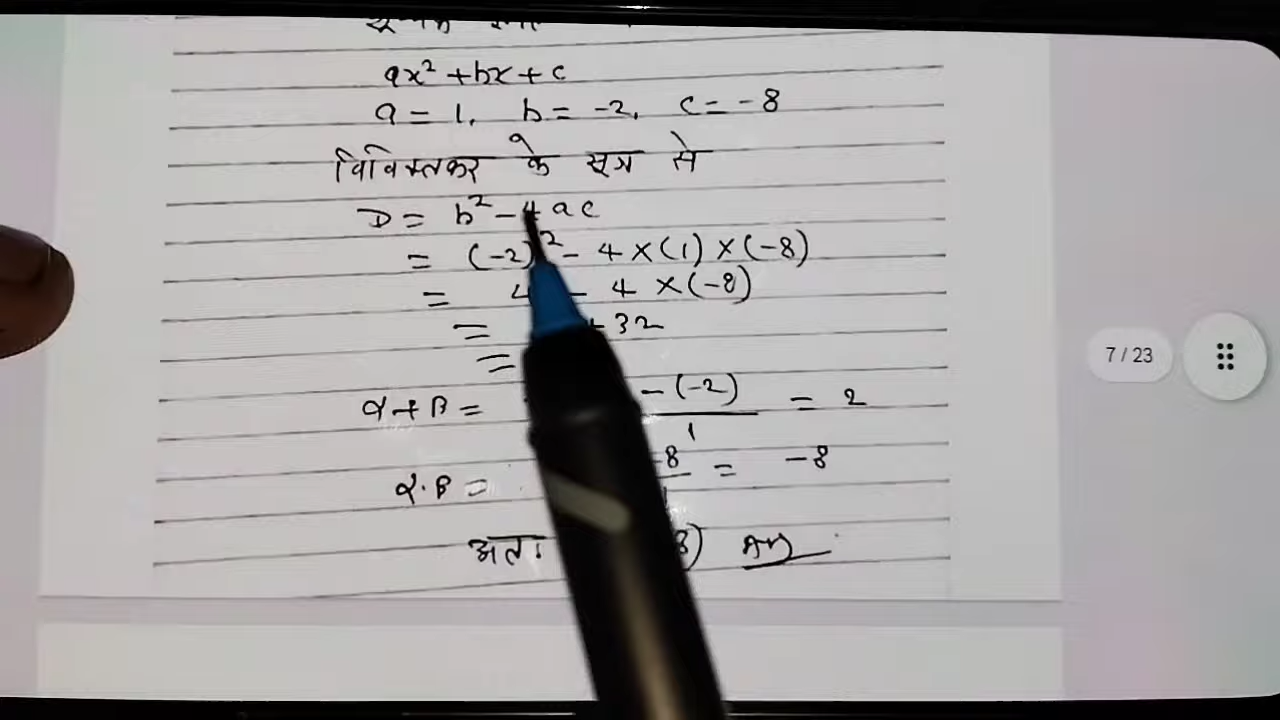 ax² + bx + c
a = 1, b = -2, c = -8
विविस्तकर के सूत्र से
D = b² - 4ac
= (-2)² - 4 × (1) × (-8)
= 4 - 4 × (-8)
= + 32
=
α + β = - (-2) / 1 = 2
α . β = -8 / 1 = -8
अतः 8) Ans
7 / 23